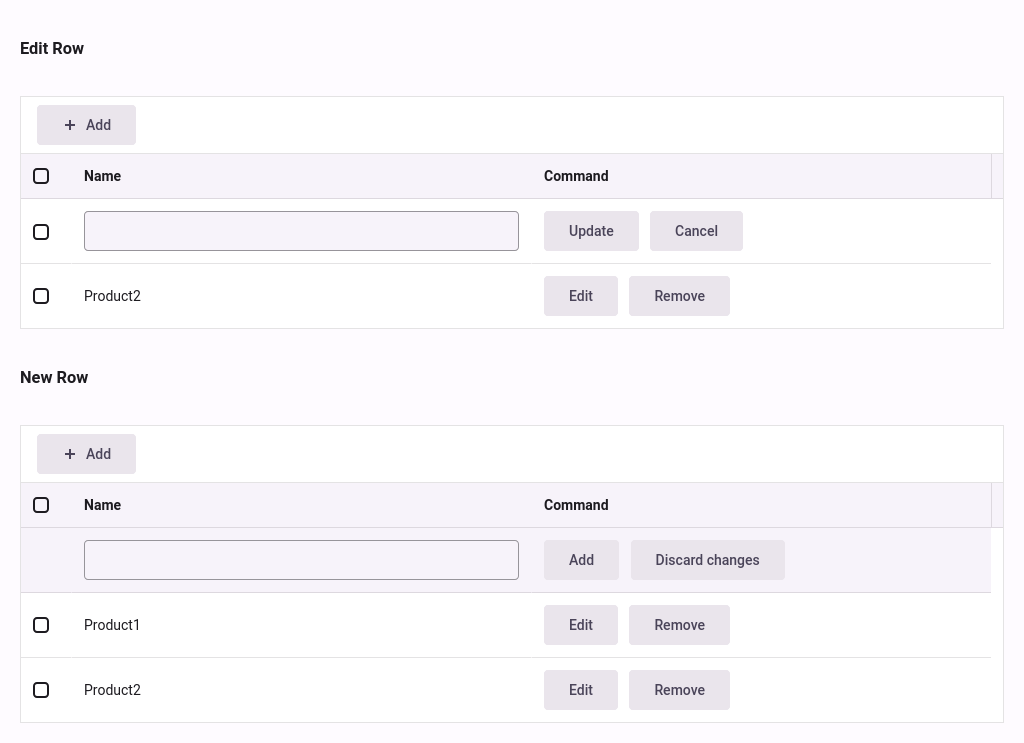 Edit Row
Add
Name Command
Update Cancel
Product2 Edit Remove
New Row
Add
Name Command
Add Discard changes
Product1 Edit Remove
Product2 Edit Remove